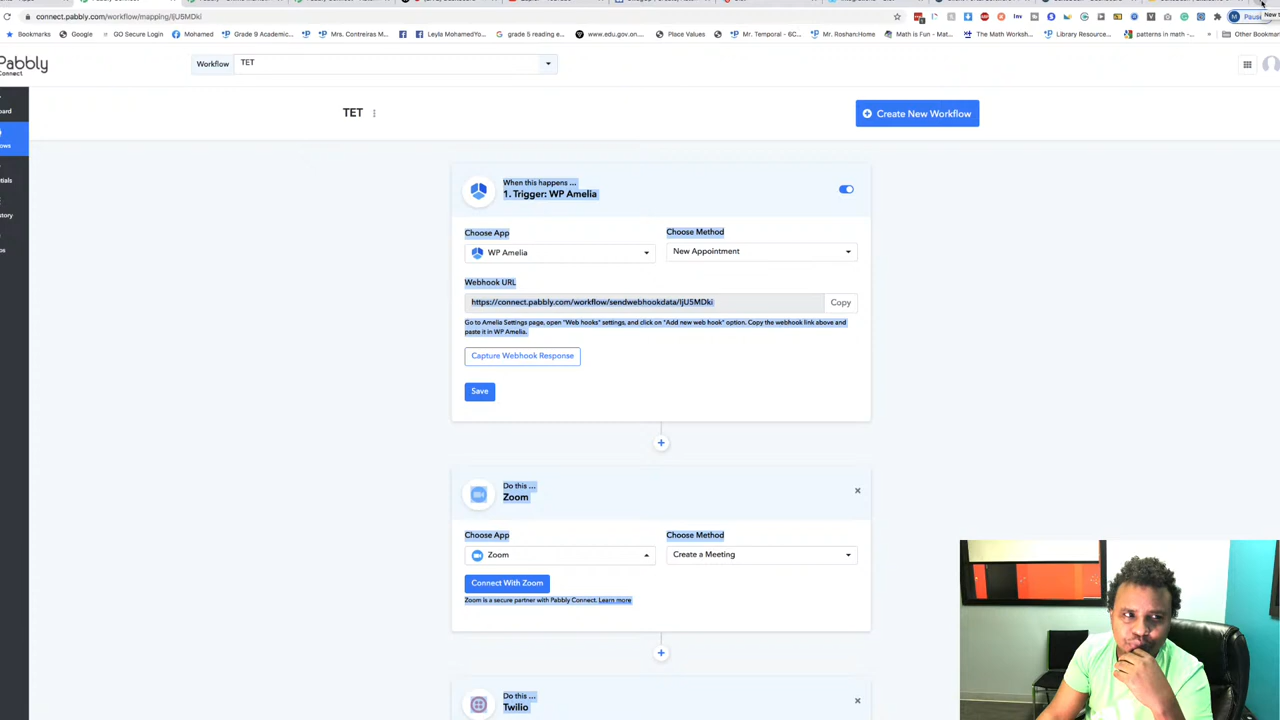 connect.pabbly.com/workflow/mapping/IjU5MDki
Bookmarks Google GO Secure Login Mohamed Grade 9 Academi... Mrs. Contreiras M... Leyla MohamedYo... grade 5 reading e... www.edu.gov.on.... Place Values Mr. Temporal - 6C... Mr. Roshan:Home Math is Fun - Mat... The Math Worksh... Library Resource... patterns in math -... » Other Bookmar
Pabbly
Connect
Workflow TET
TET
Create New Workflow
When this happens ...
1. Trigger: WP Amelia
Choose App Choose Method
WP Amelia New Appointment
Webhook URL
https://connect.pabbly.com/workflow/sendwebhookdata/IjU5MDki Copy
Go to Amelia Settings page, open "Web hooks" settings, and click on "Add new web hook" option. Copy the webhook link above and
paste it in WP Amelia.
Capture Webhook Response
Save
Do this ...
Zoom
Choose App Choose Method
Zoom Create a Meeting
Connect With Zoom
Zoom is a secure partner with Pabbly Connect. Learn more
Do this ...
Twilio